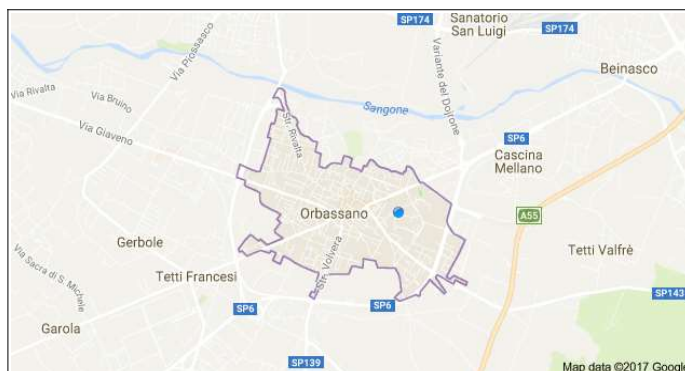 SP174
Sanatorio
San Luigi
SP174
Via Piossasco
Variante del Dojrone
Beinasco
Via Rivalta
Via Bruino
Sangone
Via Giaveno
Str. Rivalta
SP6
Cascina
Mellano
Orbassano
A55
Gerbole
Str. Volvera
Tetti Valfrè
Via Sacra di S. Michele
Tetti Francesi
SP143
SP6
SP6
Garola
SP139
Map data ©2017 Google